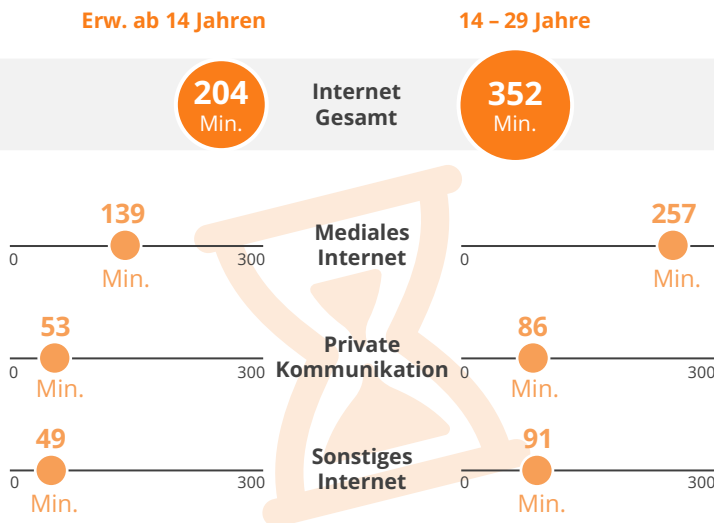 Erw. ab 14 Jahren
14 – 29 Jahre
204
Min.
Internet
Gesamt
352
Min.
139
Min.
0
300
Mediales
Internet
257
Min.
0
53
Min.
0
300
Private
Kommunikation
86
Min.
0
300
49
Min.
0
300
Sonstiges
Internet
91
Min.
0
300